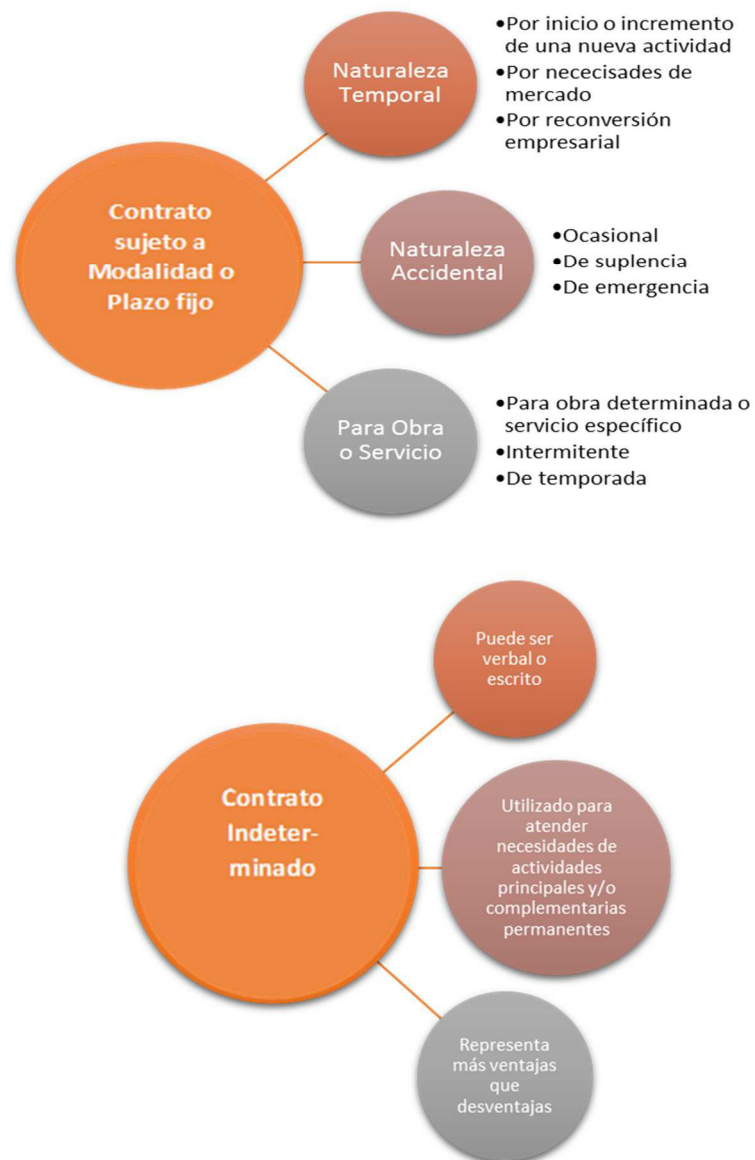 Contrato
sujeto a
Modalidad o
Plazo fijo
Naturaleza
Temporal
•Por inicio o incremento
de una nueva actividad
•Por nececisades de
mercado
•Por reconversión
empresarial
Naturaleza
Accidental
•Ocasional
•De suplencia
•De emergencia
Para Obra
o Servicio
•Para obra determinada o
servicio específico
•Intermitente
•De temporada
Contrato
Indeter-
minado
Puede ser
verbal o
escrito
Utilizado para
atender
necesidades de
actividades
principales y/o
complementarias
permanentes
Representa
más ventajas
que
desventajas